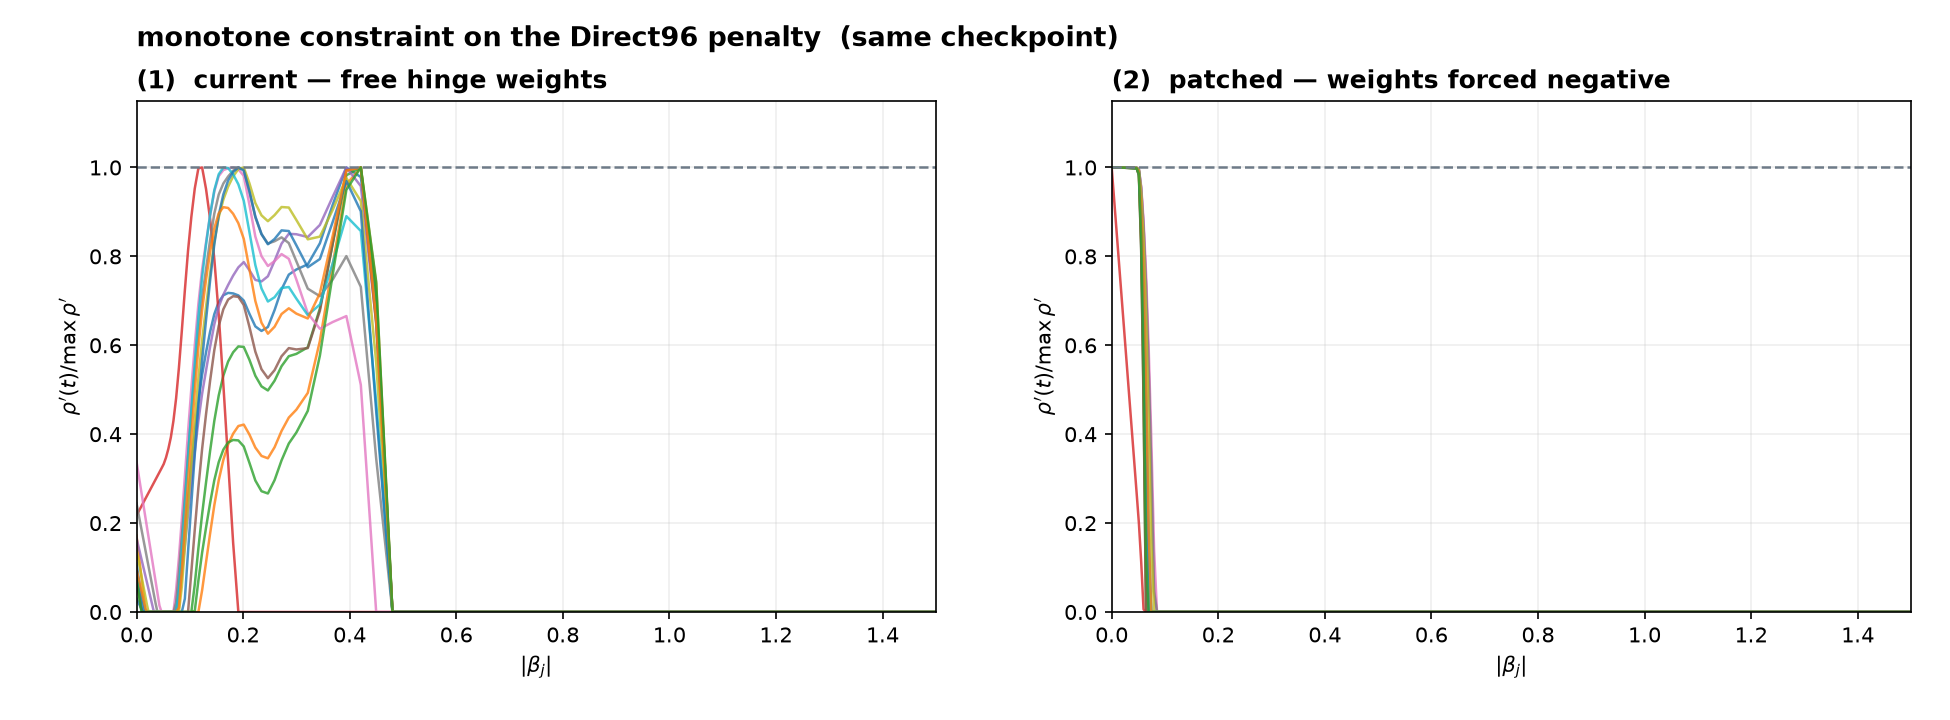 monotone constraint on the Direct96 penalty (same checkpoint)
(1) current — free hinge weights
1.0
0.8
0.6
0.4
0.2
0.0
ρ′(t)/max ρ′
0.0 0.2 0.4 0.6 0.8 1.0 1.2 1.4
|βⱼ|
(2) patched — weights forced negative
1.0
0.8
0.6
0.4
0.2
0.0
ρ′(t)/max ρ′
0.0 0.2 0.4 0.6 0.8 1.0 1.2 1.4
|βⱼ|